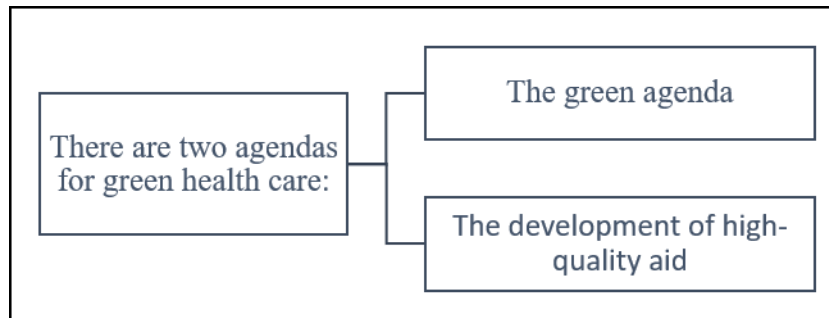 There are two agendas
for green health care:
The green agenda
The development of high-
quality aid